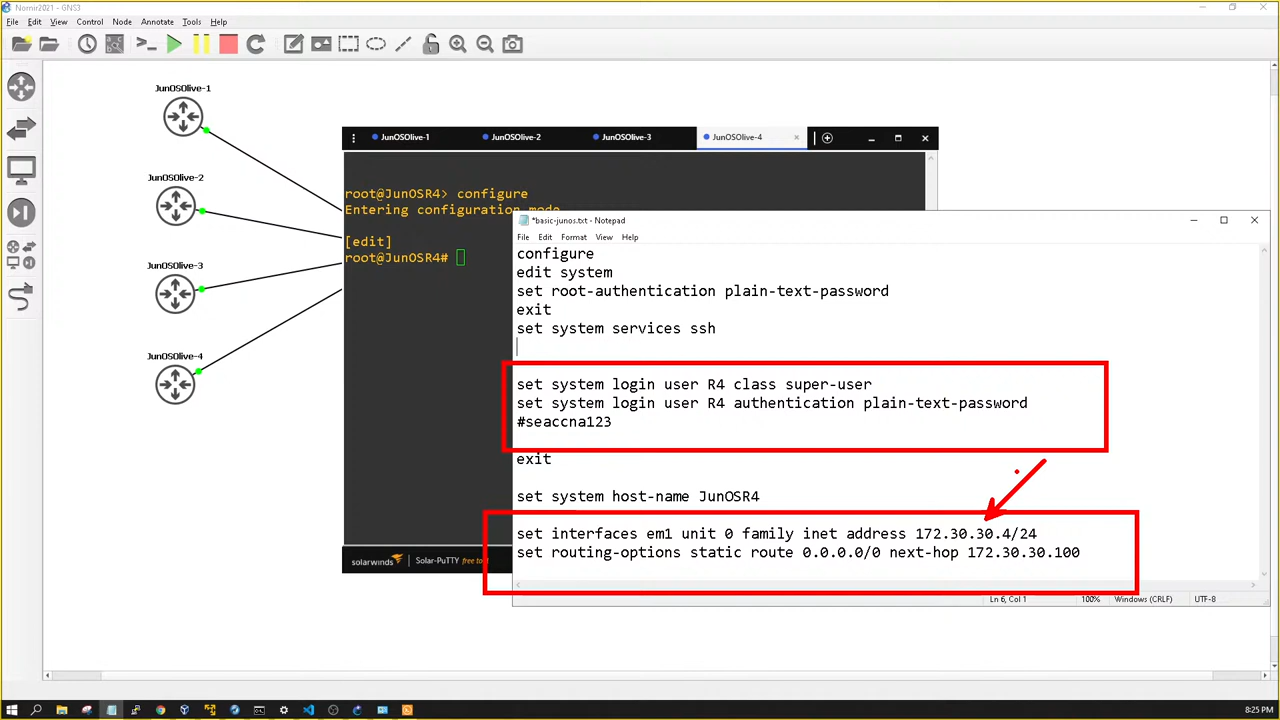 Nornir2021 - GNS3
File Edit View Control Node Annotate Tools Help
JunOSOlive-1
JunOSOlive-2
JunOSOlive-3
JunOSOlive-4
JunOSOlive-1 JunOSOlive-2 JunOSOlive-3 JunOSOlive-4
root@JunOSR4> configure
Entering configuration mode
[edit]
root@JunOSR4#
solarwinds Solar-PuTTY free
*basic-junos.txt - Notepad
File Edit Format View Help
configure
edit system
set root-authentication plain-text-password
exit
set system services ssh
set system login user R4 class super-user
set system login user R4 authentication plain-text-password
#seaccna123
exit
set system host-name JunOSR4
set interfaces em1 unit 0 family inet address 172.30.30.4/24
set routing-options static route 0.0.0.0/0 next-hop 172.30.30.100
Ln 6, Col 1 100% Windows (CRLF) UTF-8
8:25 PM